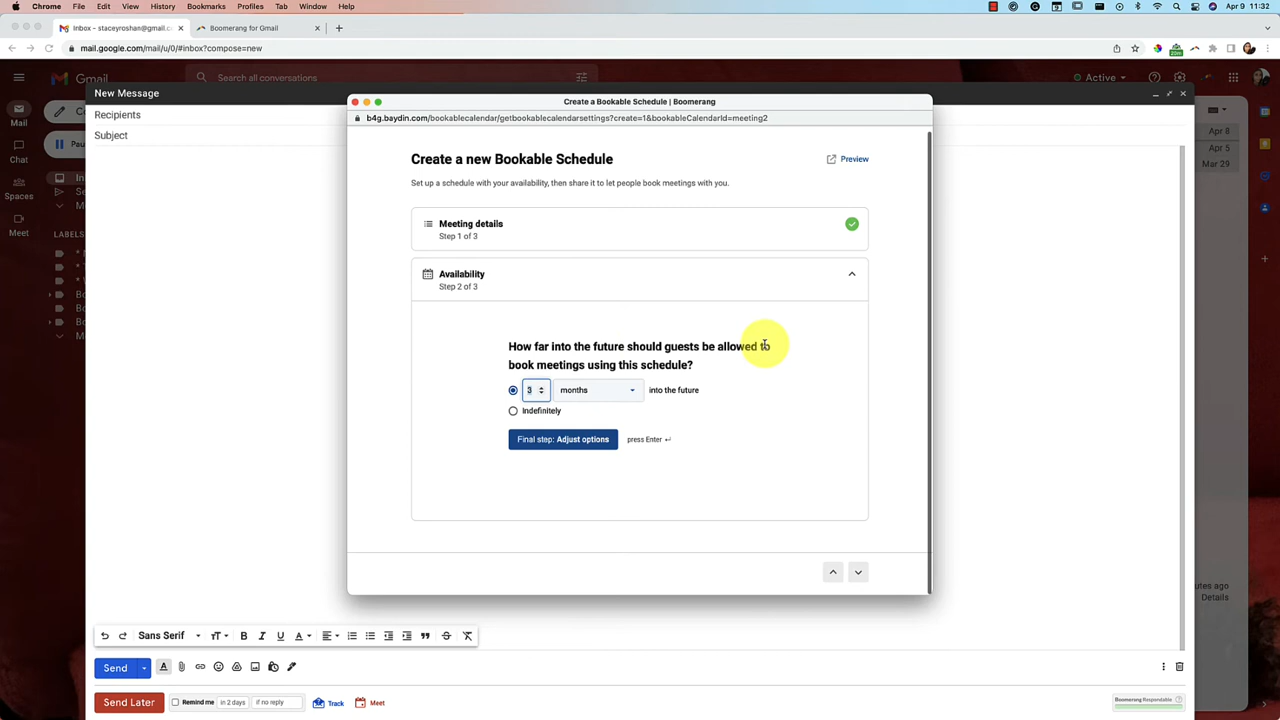 Chrome File Edit View History Bookmarks Profiles Tab Window Help Apr 9 11:32
Inbox - staceyroshan@gmail.c Boomerang for Gmail
mail.google.com/mail/u/0/#inbox?compose=new
Gmail Search all conversations Active
New Message
Recipients
Subject
Mail
Chat
Spaces
Meet
LABELS
Apr 8
Apr 5
Mar 29
Details
Create a Bookable Schedule | Boomerang
b4g.baydin.com/bookablecalendar/getbookablecalendarsettings?create=1&bookableCalendarId=meeting2
Create a new Bookable Schedule Preview
Set up a schedule with your availability, then share it to let people book meetings with you.
Meeting details
Step 1 of 3
Availability
Step 2 of 3
How far into the future should guests be allowed to
book meetings using this schedule?
3 months into the future
Indefinitely
Final step: Adjust options press Enter ↵
Sans Serif
Send
Send Later Remind me in 2 days if no reply Track Meet Boomerang Respondable